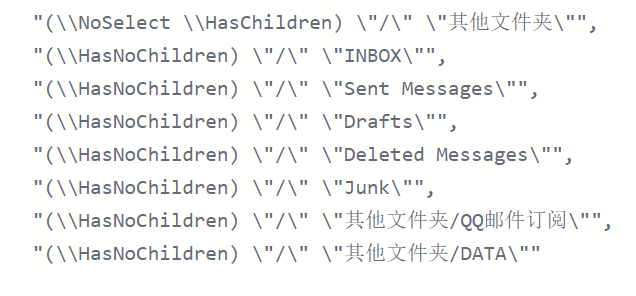 "(\\NoSelect \\HasChildren) \"/\" \"其他文件夹\"",
"(\\HasNoChildren) \"/\" \"INBOX\"",
"(\\HasNoChildren) \"/\" \"Sent Messages\"",
"(\\HasNoChildren) \"/\" \"Drafts\"",
"(\\HasNoChildren) \"/\" \"Deleted Messages\"",
"(\\HasNoChildren) \"/\" \"Junk\"",
"(\\HasNoChildren) \"/\" \"其他文件夹/QQ邮件订阅\"",
"(\\HasNoChildren) \"/\" \"其他文件夹/DATA\""